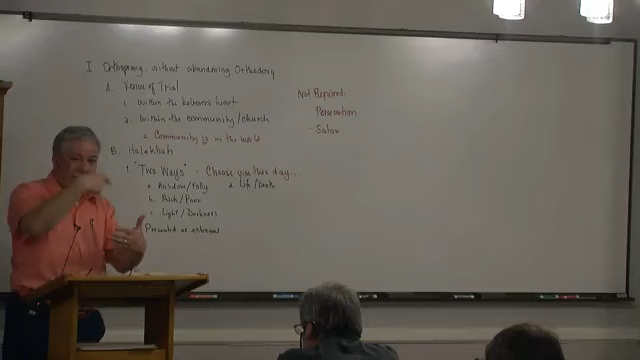 I Orthopraxy without abandoning Orthodoxy
A. Venue of Trial
1. Within the believers heart
2. Within the community/church
a. Community is in the world
B. Halakhah
1. "Two Ways" : Choose you this day...
a. Wisdom/Folly d. Life/Death
b. Rich/Poor
c. Light/Darkness
Presented as extremes
Not Required:
· Persecution
· Satan